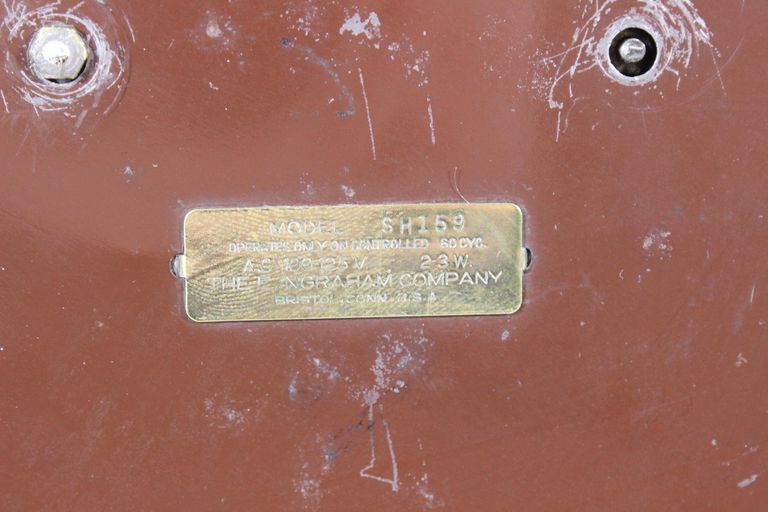 MODEL SH159
OPERATES ONLY ON CONTROLLED 60 CYC.
A.C. 100-125 V. 2-3 W.
THE E. INGRAHAM COMPANY
BRISTOL, CONN. U.S.A.